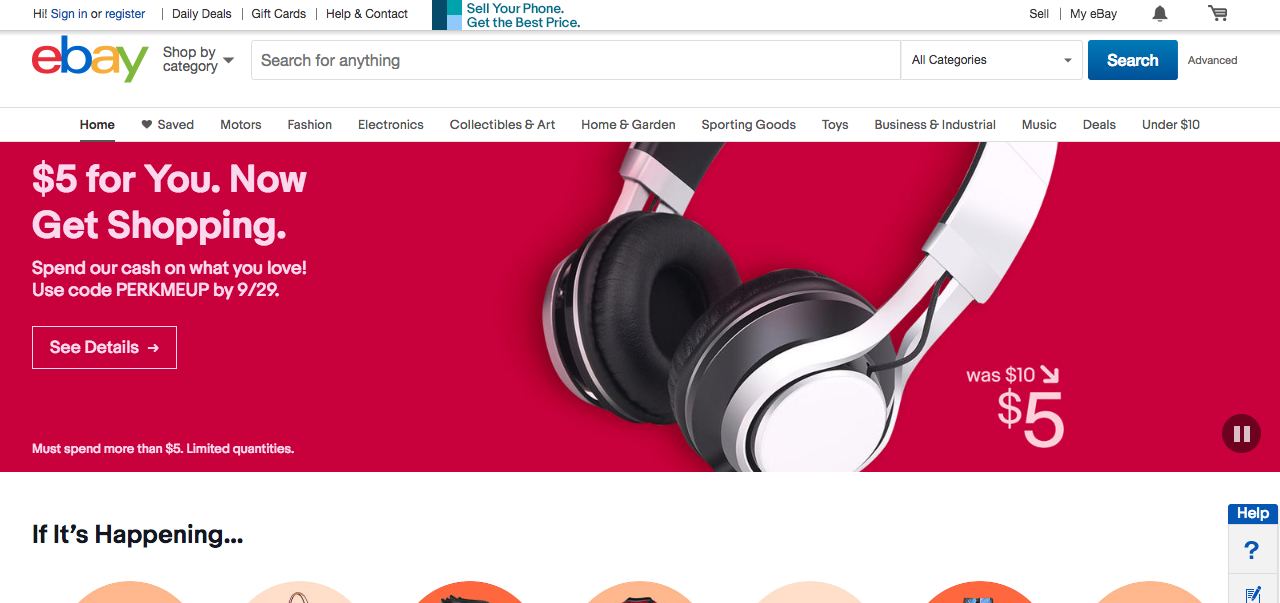 Hi! Sign in or register
Daily Deals
Gift Cards
Help & Contact
Sell Your Phone.
Get the Best Price.
Sell
My eBay
ebay
Shop by
category
Search for anything
All Categories
Search
Advanced
Home
Saved
Motors
Fashion
Electronics
Collectibles & Art
Home & Garden
Sporting Goods
Toys
Business & Industrial
Music
Deals
Under $10
$5 for You. Now
Get Shopping.
Spend our cash on what you love!
Use code PERKMEUP by 9/29.
See Details →
was $10
$5
Must spend more than $5. Limited quantities.
If It's Happening...
Help
?